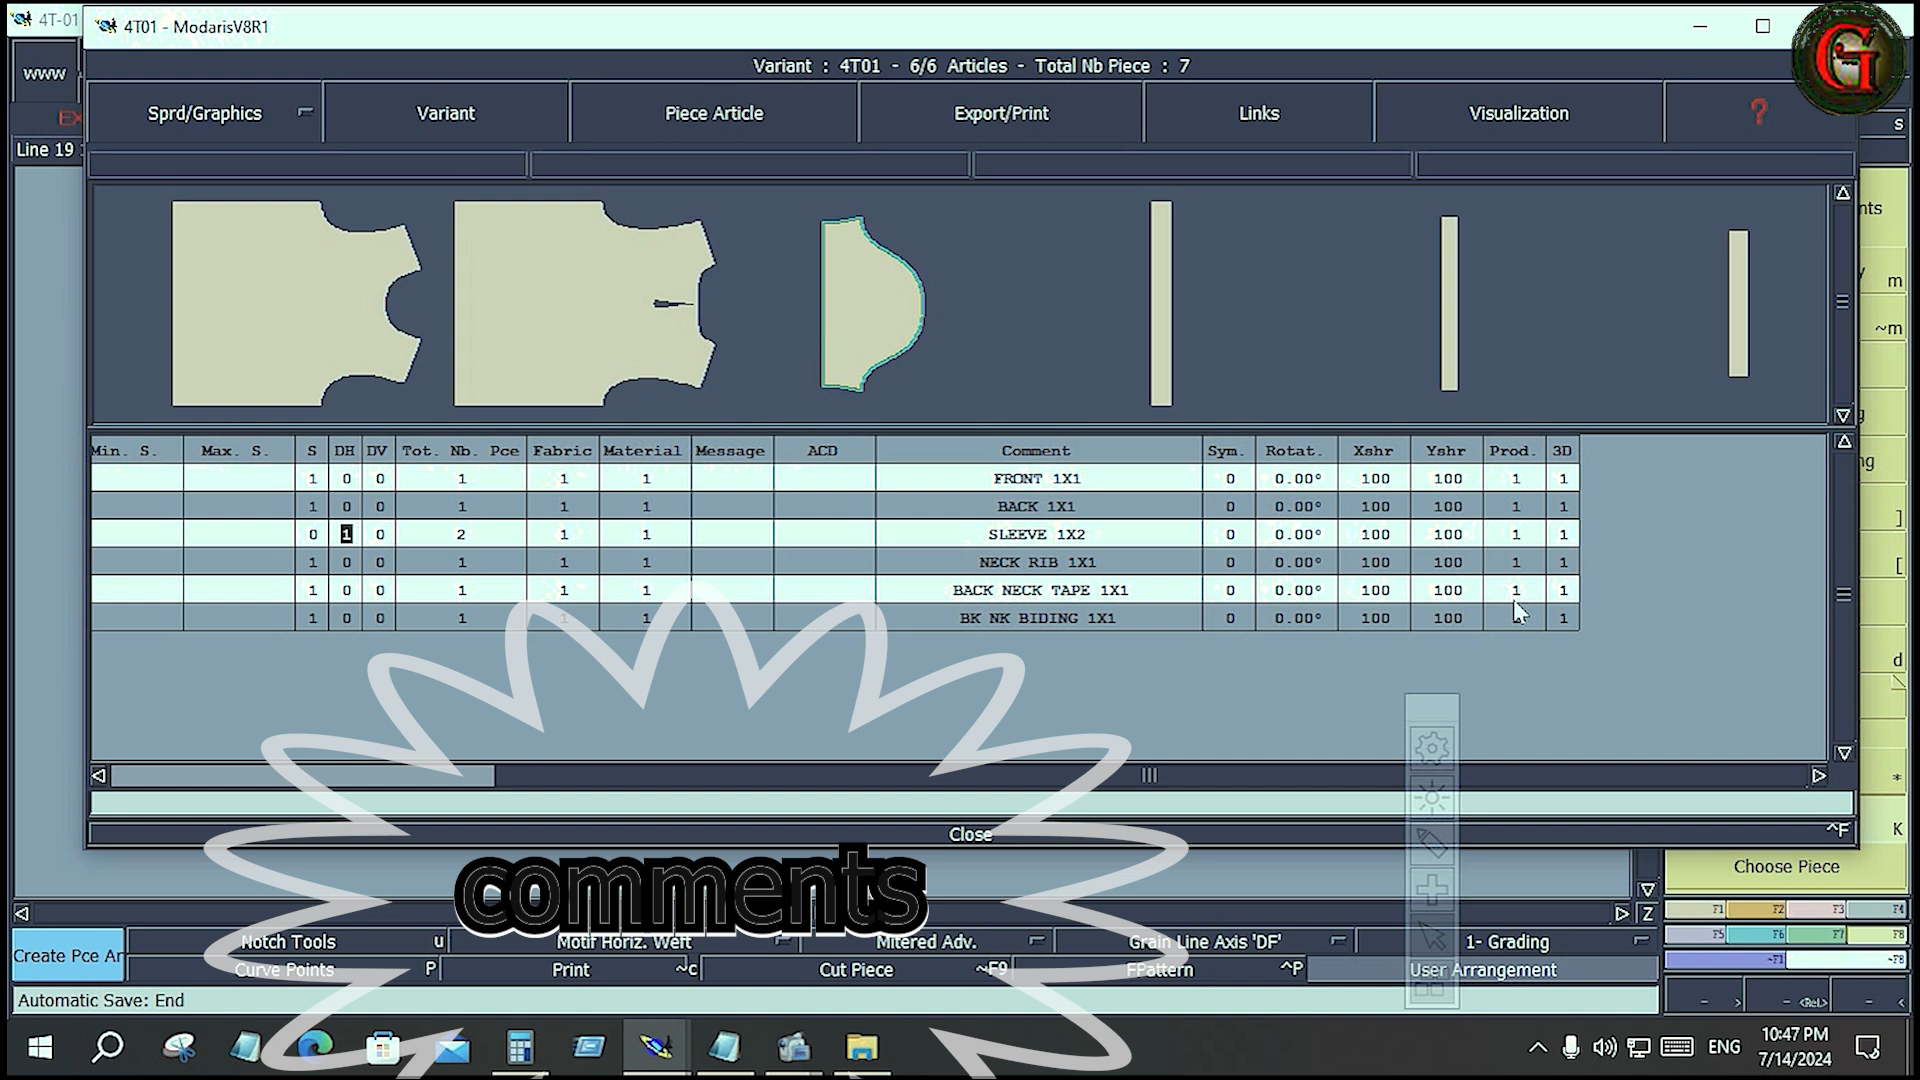 4T-01
4T01 - ModarisV8R1
Variant : 4T01 - 6/6 Articles - Total Nb Piece : 7
www
Sprd/Graphics Variant Piece Article Export/Print Links Visualization ?
G
EX
S
Line 19
nts
m
~m
Min. S. Max. S. S DH DV Tot. Nb. Pce Fabric Material Message ACD Comment Sym. Rotat. Xshr Yshr Prod. 3D
1 0 0 1 1 1 FRONT 1X1 0 0.00° 100 100 1 1
1 0 0 1 1 1 BACK 1X1 0 0.00° 100 100 1 1
0 1 0 2 1 1 SLEEVE 1X2 0 0.00° 100 100 1 1
1 0 0 1 1 1 NECK RIB 1X1 0 0.00° 100 100 1 1
1 0 0 1 1 1 BACK NECK TAPE 1X1 0 0.00° 100 100 1 1
1 0 0 1 1 1 BK NK BIDING 1X1 0 0.00° 100 100 1
ng
]
[
d
*
K
Close ^F
comments
Choose Piece
Z
F1 F2 F3 F4
F5 F6 F7 F8
~F1 ~F8
Create Pce Ar
Notch Tools u Motif Horiz. Weft Mitered Adv. Grain Line Axis 'DF' 1- Grading
Curve Points P Print ~c Cut Piece ~F9 FPattern ^P User Arrangement
Automatic Save: End
- > - <Rel> - <
ENG
10:47 PM
7/14/2024